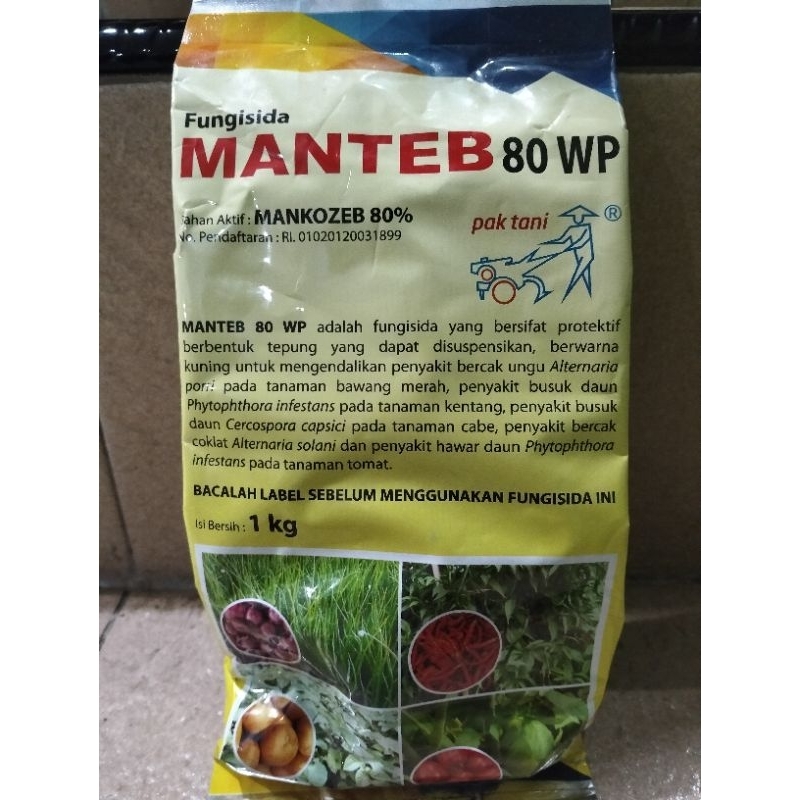 Fungisida
MANTEB 80 WP
Bahan Aktif : MANKOZEB 80%
No. Pendaftaran : RI. 01020120031899
pak tani ®
MANTEB 80 WP adalah fungisida yang bersifat protektif
berbentuk tepung yang dapat disuspensikan, berwarna
kuning untuk mengendalikan penyakit bercak ungu Alternaria
porri pada tanaman bawang merah, penyakit busuk daun
Phytophthora infestans pada tanaman kentang, penyakit busuk
daun Cercospora capsici pada tanaman cabe, penyakit bercak
coklat Alternaria solani dan penyakit hawar daun Phytophthora
infestans pada tanaman tomat.
BACALAH LABEL SEBELUM MENGGUNAKAN FUNGISIDA INI
Isi Bersih : 1 kg